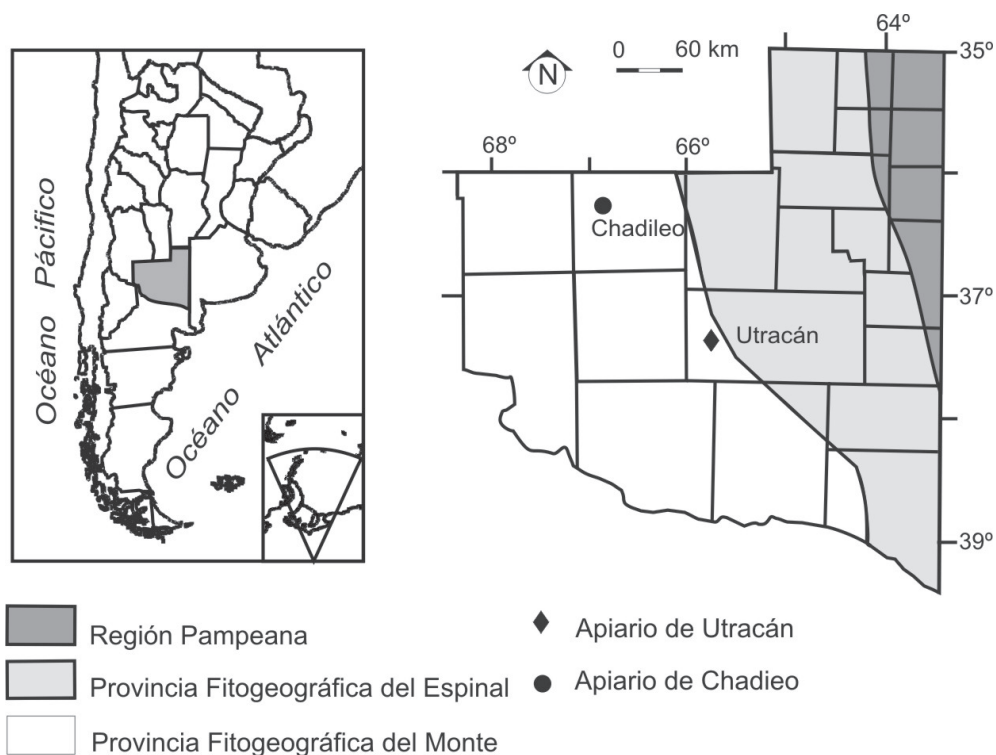 Océano Pácifico
Océano Atlántico
N
0 60 km
64º
35º
68º
66º
Chadileo
37º
Utracán
39º
Región Pampeana
Provincia Fitogeográfica del Espinal
Provincia Fitogeográfica del Monte
Apiario de Utracán
Apiario de Chadieo